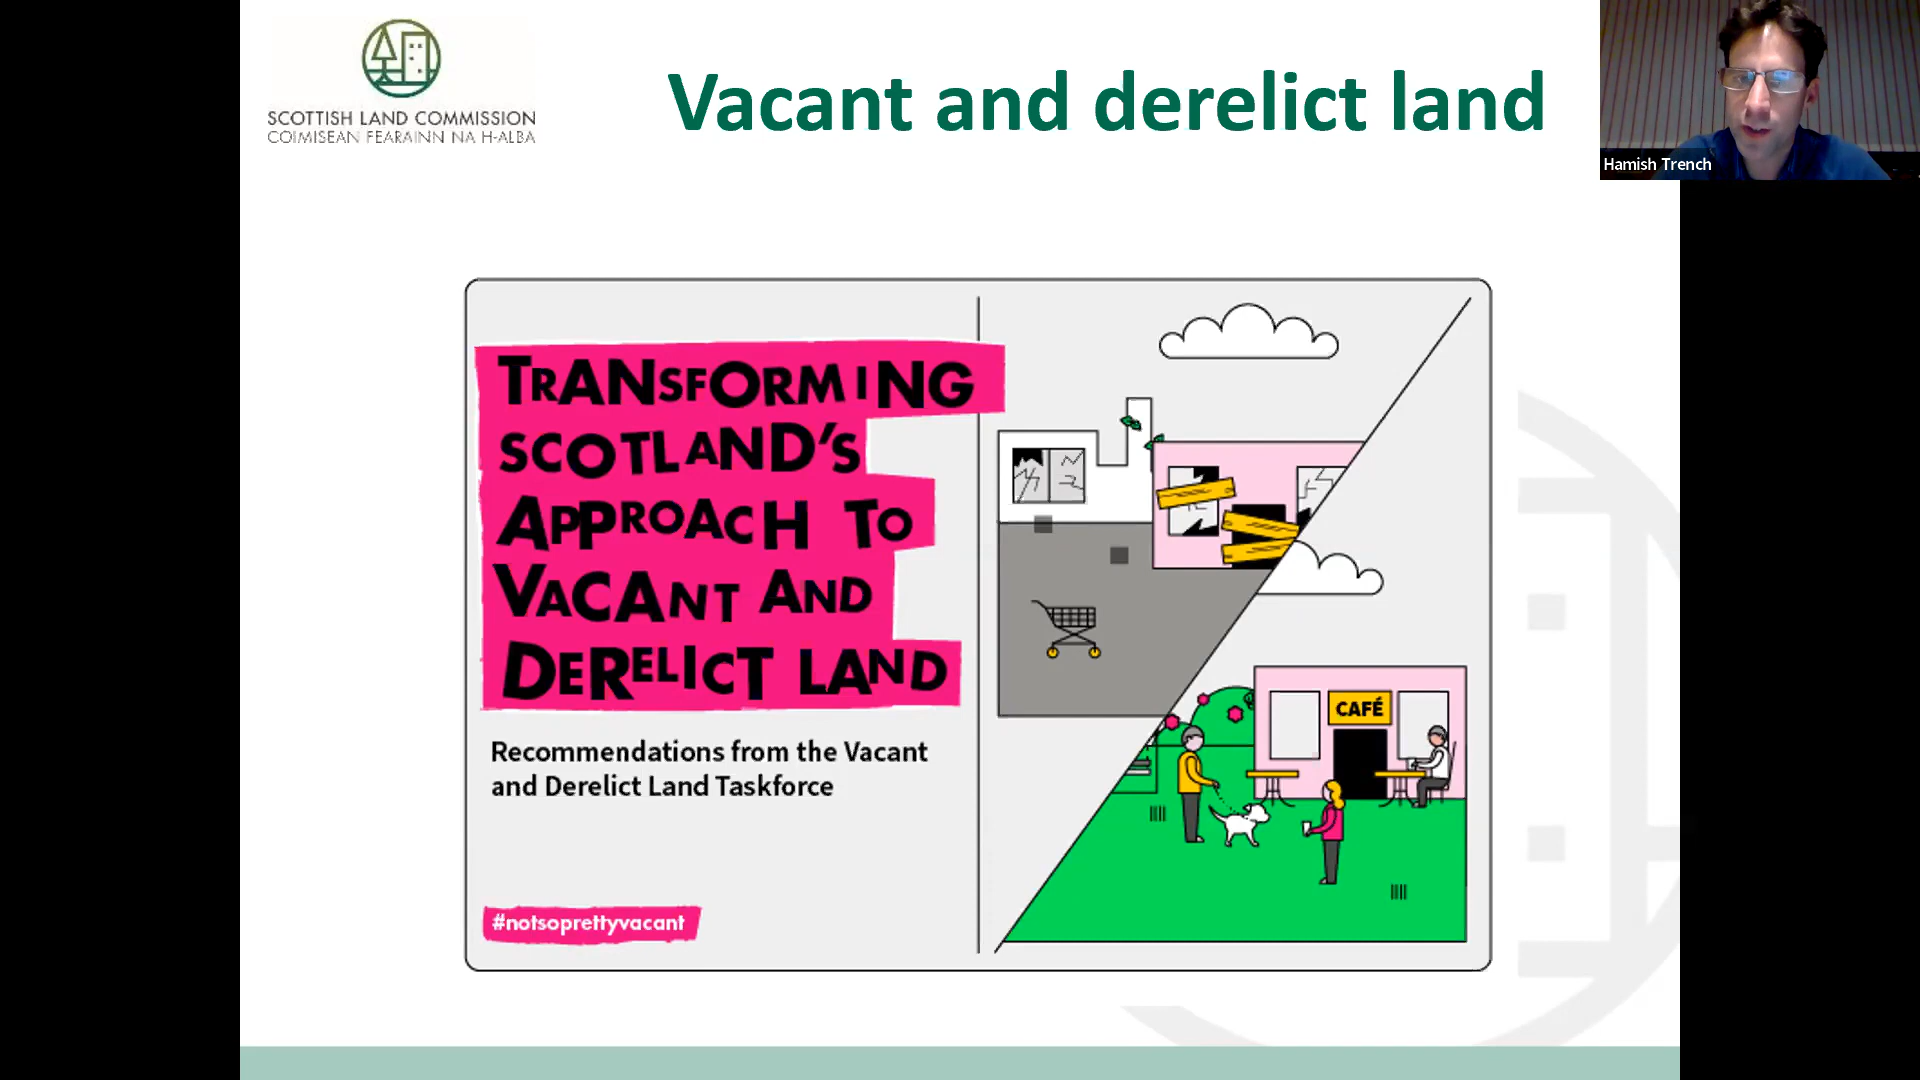 SCOTTISH LAND COMMISSION
COIMISEAN FEARAINN NA H-ALBA
Vacant and derelict land
Hamish Trench
TRANSFORMING
SCOTLAND'S
APPROACH TO
VACANT AND
DERELICT LAND
Recommendations from the Vacant
and Derelict Land Taskforce
#notsoprettyvacant
CAFÉ